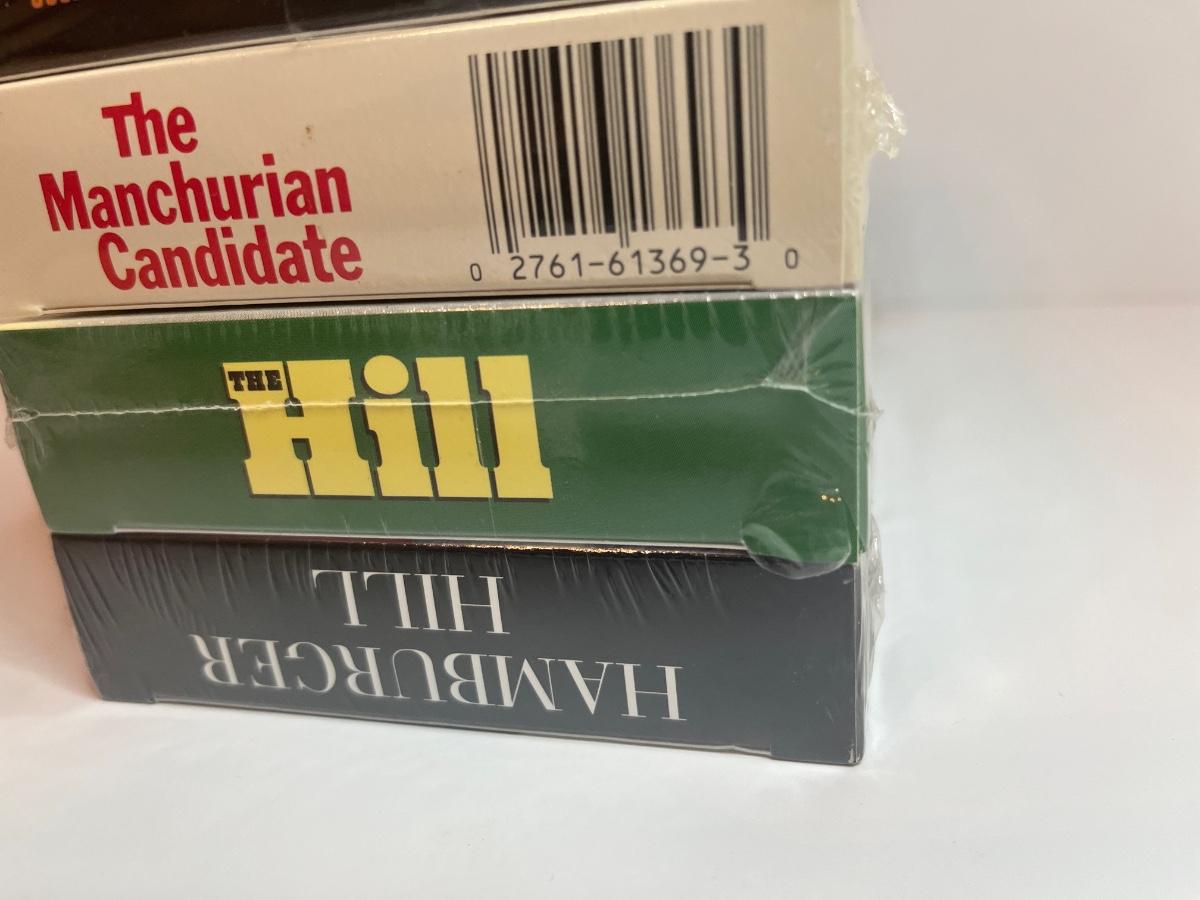 The
Manchurian
Candidate
0 2761-61369-3 0
THE
Hill
HAMBURGER
HILL